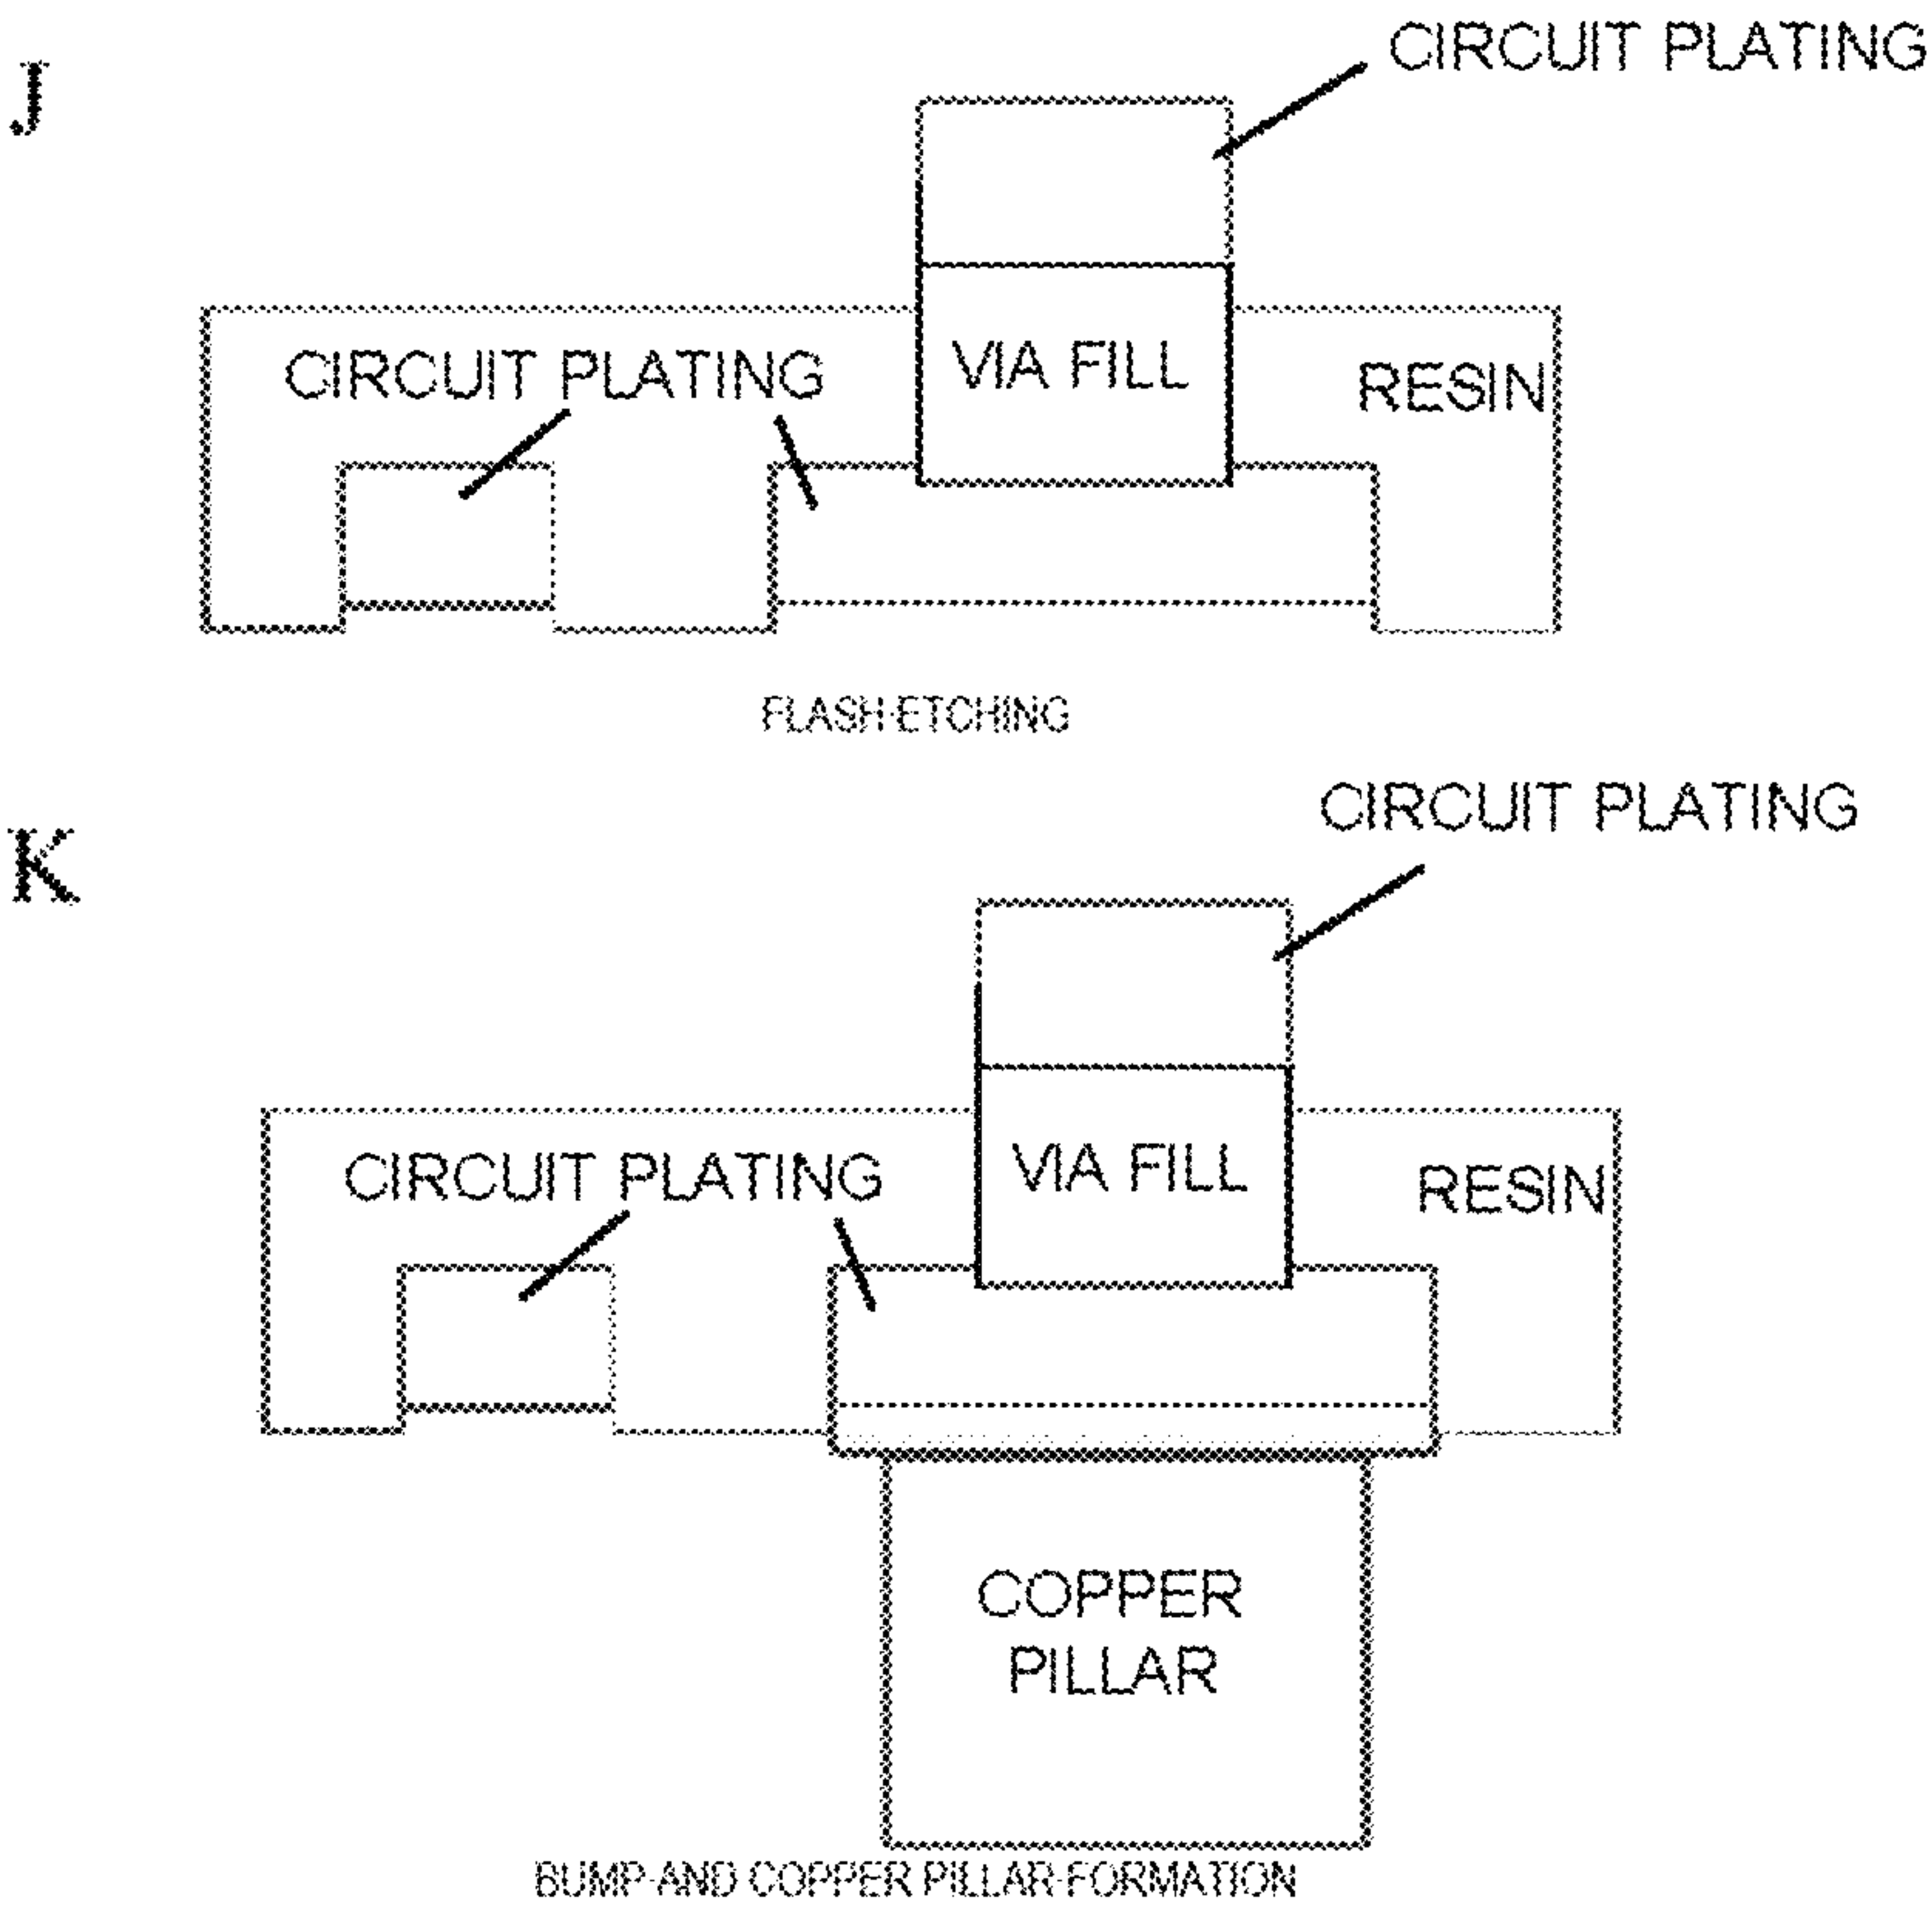 J
CIRCUIT PLATING
CIRCUIT PLATING
VIA FILL
RESIN
FLASH ETCHING
K
CIRCUIT PLATING
CIRCUIT PLATING
VIA FILL
RESIN
COPPER
PILLAR
BUMP AND COPPER PILLAR FORMATION